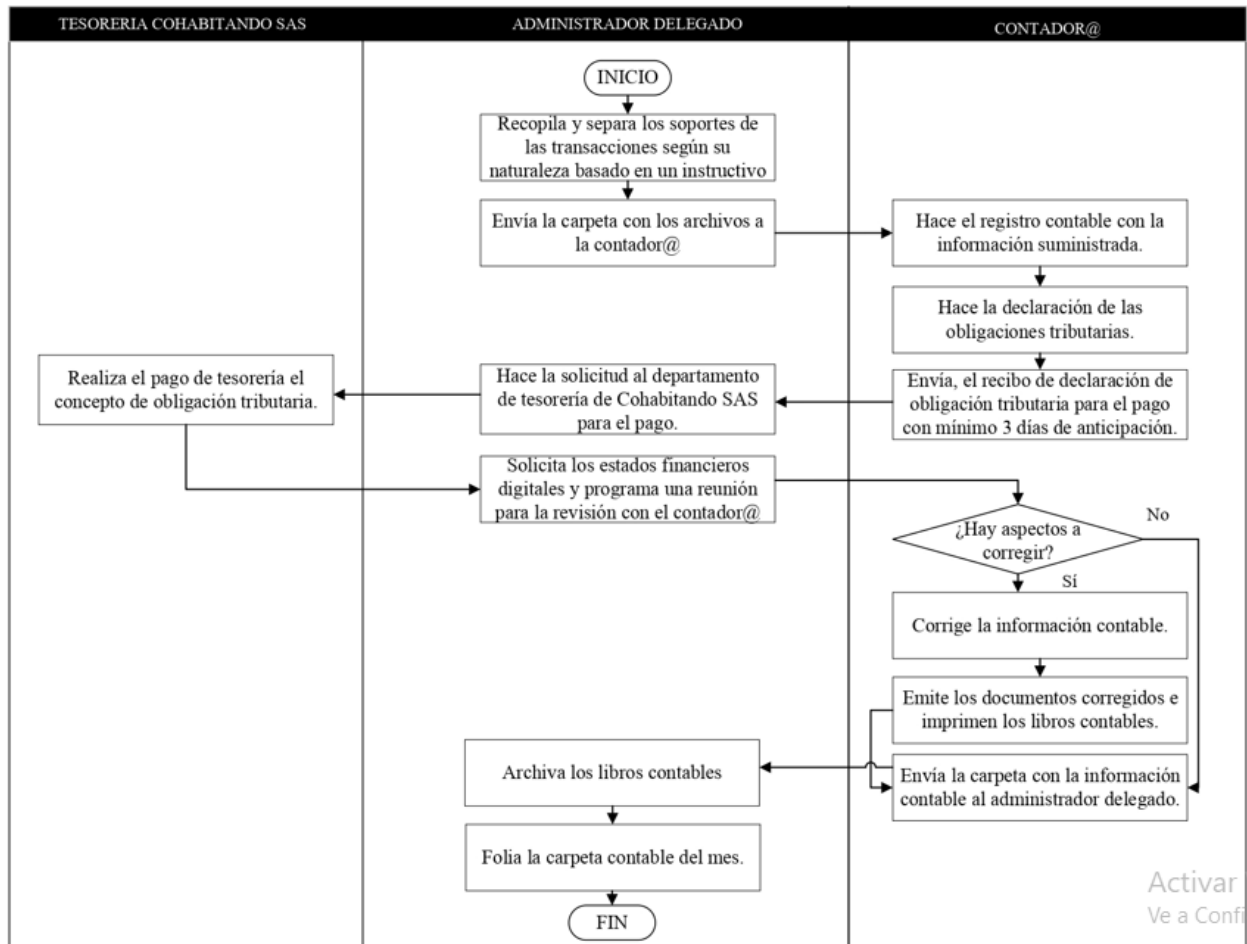 TESORERIA COHABITANDO SAS
ADMINISTRADOR DELEGADO
CONTADOR@
INICIO
Recopila y separa los soportes de
las transacciones según su
naturaleza basado en un instructivo
Envía la carpeta con los archivos a
la contador@
Hace el registro contable con la
información suministrada.
Hace la declaración de las
obligaciones tributarias.
Envía, el recibo de declaración de
obligación tributaria para el pago
con mínimo 3 días de anticipación.
Hace la solicitud al departamento
de tesorería de Cohabitando SAS
para el pago.
Realiza el pago de tesorería el
concepto de obligación tributaria.
Solicita los estados financieros
digitales y programa una reunión
para la revisión con el contador@
¿Hay aspectos a
corregir?
No
Sí
Corrige la información contable.
Emite los documentos corregidos e
imprimen los libros contables.
Envía la carpeta con la información
contable al administrador delegado.
Archiva los libros contables
Folia la carpeta contable del mes.
FIN
Activar
Ve a Confi